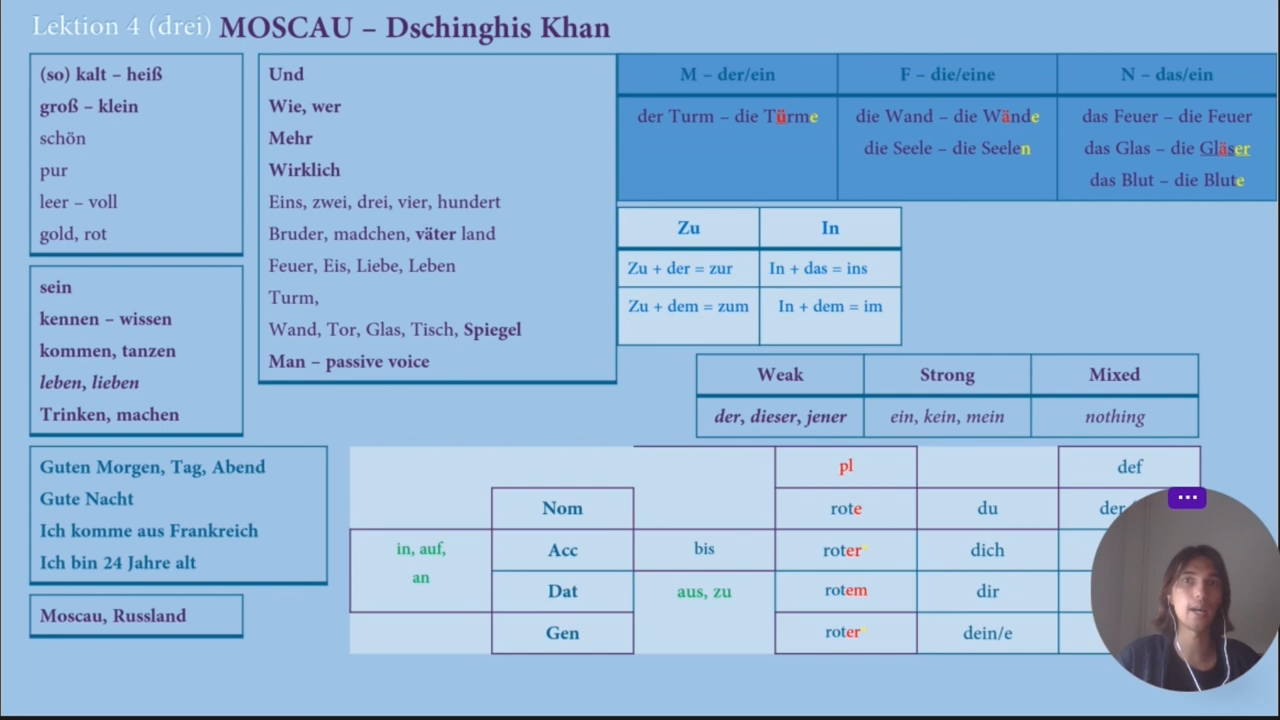 Lektion 4 (drei) MOSCAU – Dschinghis Khan
(so) kalt – heiß
groß – klein
schön
pur
leer – voll
gold, rot
sein
kennen – wissen
kommen, tanzen
leben, lieben
Trinken, machen
Guten Morgen, Tag, Abend
Gute Nacht
Ich komme aus Frankreich
Ich bin 24 Jahre alt
Moscau, Russland
Und
Wie, wer
Mehr
Wirklich
Eins, zwei, drei, vier, hundert
Bruder, madchen, väter land
Feuer, Eis, Liebe, Leben
Turm,
Wand, Tor, Glas, Tisch, Spiegel
Man – passive voice
M – der/ein F – die/eine N – das/ein
der Turm – die Türme die Wand – die Wände das Feuer – die Feuer
die Seele – die Seelen das Glas – die Gläser
das Blut – die Blute
Zu In
Zu + der = zur In + das = ins
Zu + dem = zum In + dem = im
Weak Strong Mixed
der, dieser, jener ein, kein, mein nothing
pl def
Nom rote du der
in, auf, an Acc bis roter dich
Dat aus, zu rotem dir
Gen roter dein/e